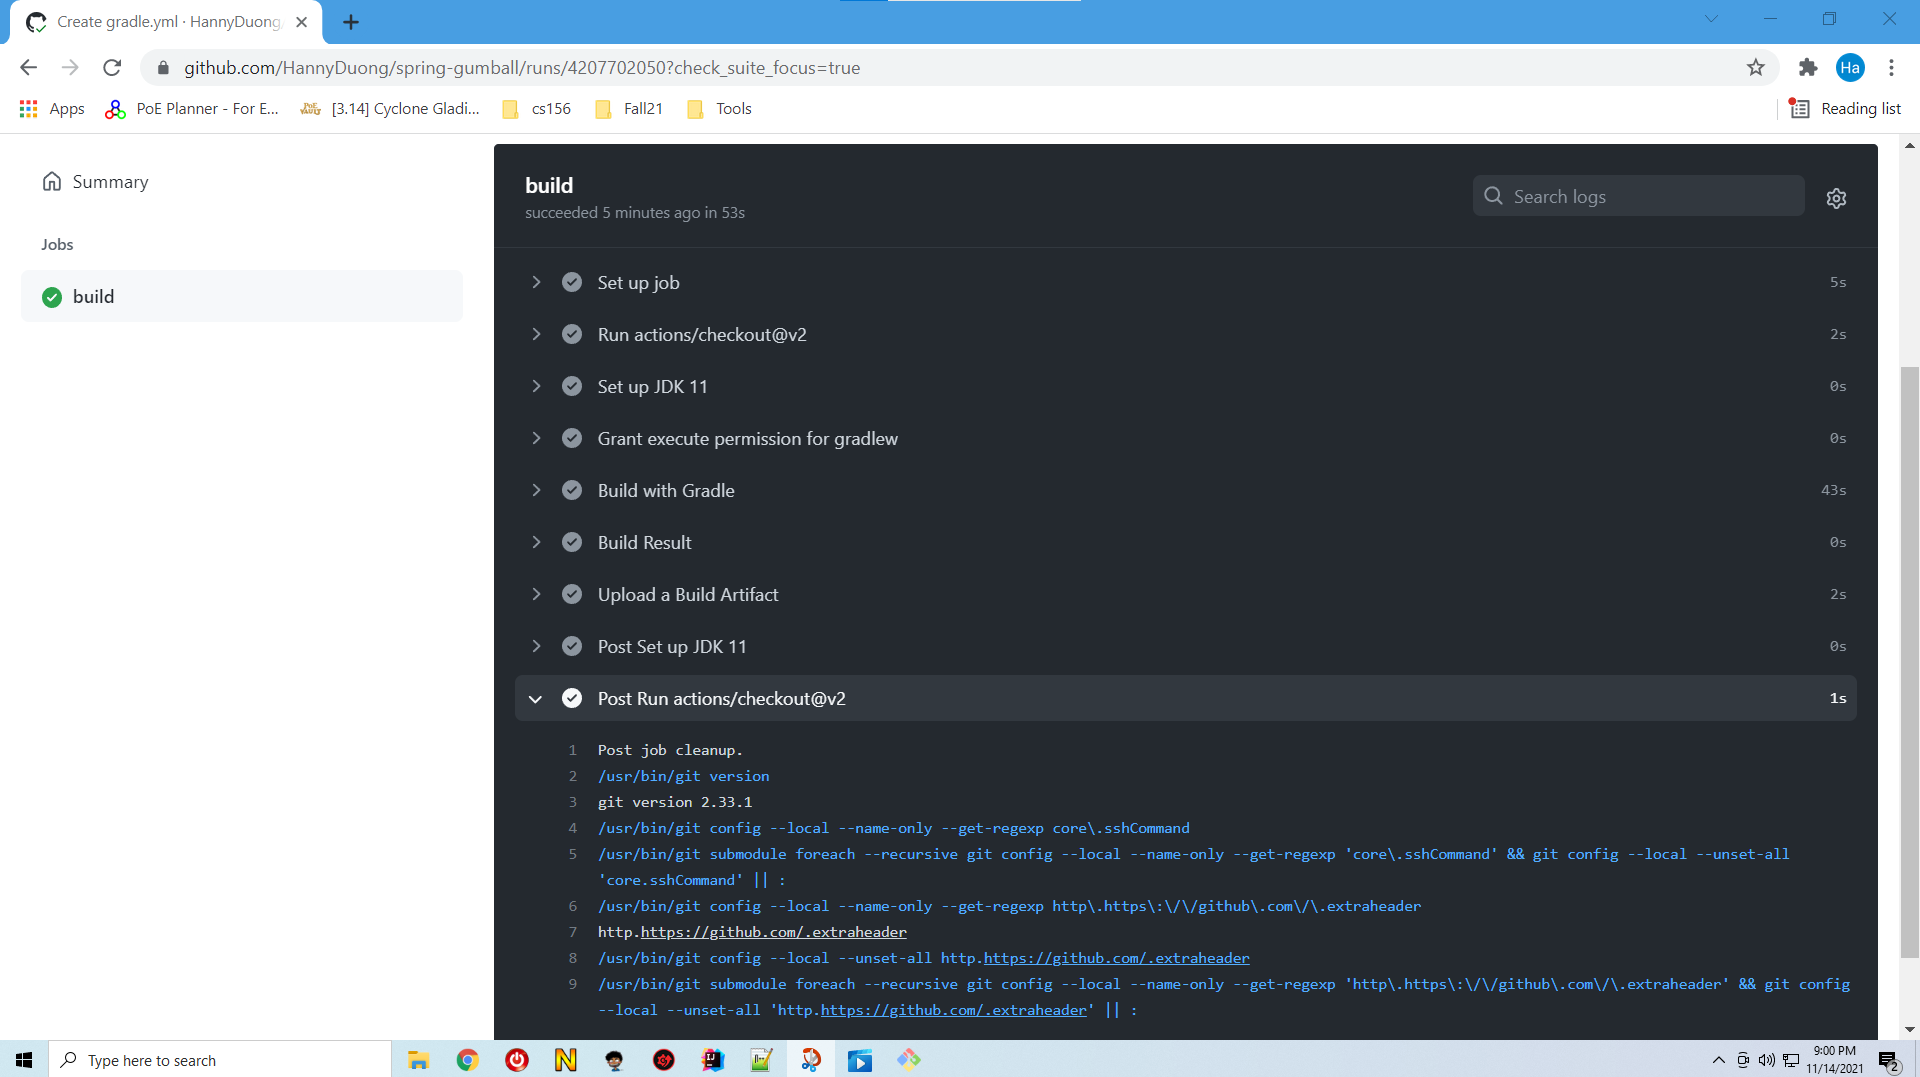 Create gradle.yml · HannyDuong
github.com/HannyDuong/spring-gumball/runs/4207702050?check_suite_focus=true
Ha
Apps
PoE Planner - For E...
[3.14] Cyclone Gladi...
cs156
Fall21
Tools
Reading list
Summary
Jobs
build
build
succeeded 5 minutes ago in 53s
Search logs
Set up job 5s
Run actions/checkout@v2 2s
Set up JDK 11 0s
Grant execute permission for gradlew 0s
Build with Gradle 43s
Build Result 0s
Upload a Build Artifact 2s
Post Set up JDK 11 0s
Post Run actions/checkout@v2 1s
1 Post job cleanup.
2 /usr/bin/git version
3 git version 2.33.1
4 /usr/bin/git config --local --name-only --get-regexp core\.sshCommand
5 /usr/bin/git submodule foreach --recursive git config --local --name-only --get-regexp 'core\.sshCommand' && git config --local --unset-all
'core.sshCommand' || :
6 /usr/bin/git config --local --name-only --get-regexp http\.https\:\/\/github\.com\/\.extraheader
7 http.https://github.com/.extraheader
8 /usr/bin/git config --local --unset-all http.https://github.com/.extraheader
9 /usr/bin/git submodule foreach --recursive git config --local --name-only --get-regexp 'http\.https\:\/\/github\.com\/\.extraheader' && git config
--local --unset-all 'http.https://github.com/.extraheader' || :
Type here to search
9:00 PM
11/14/2021
2